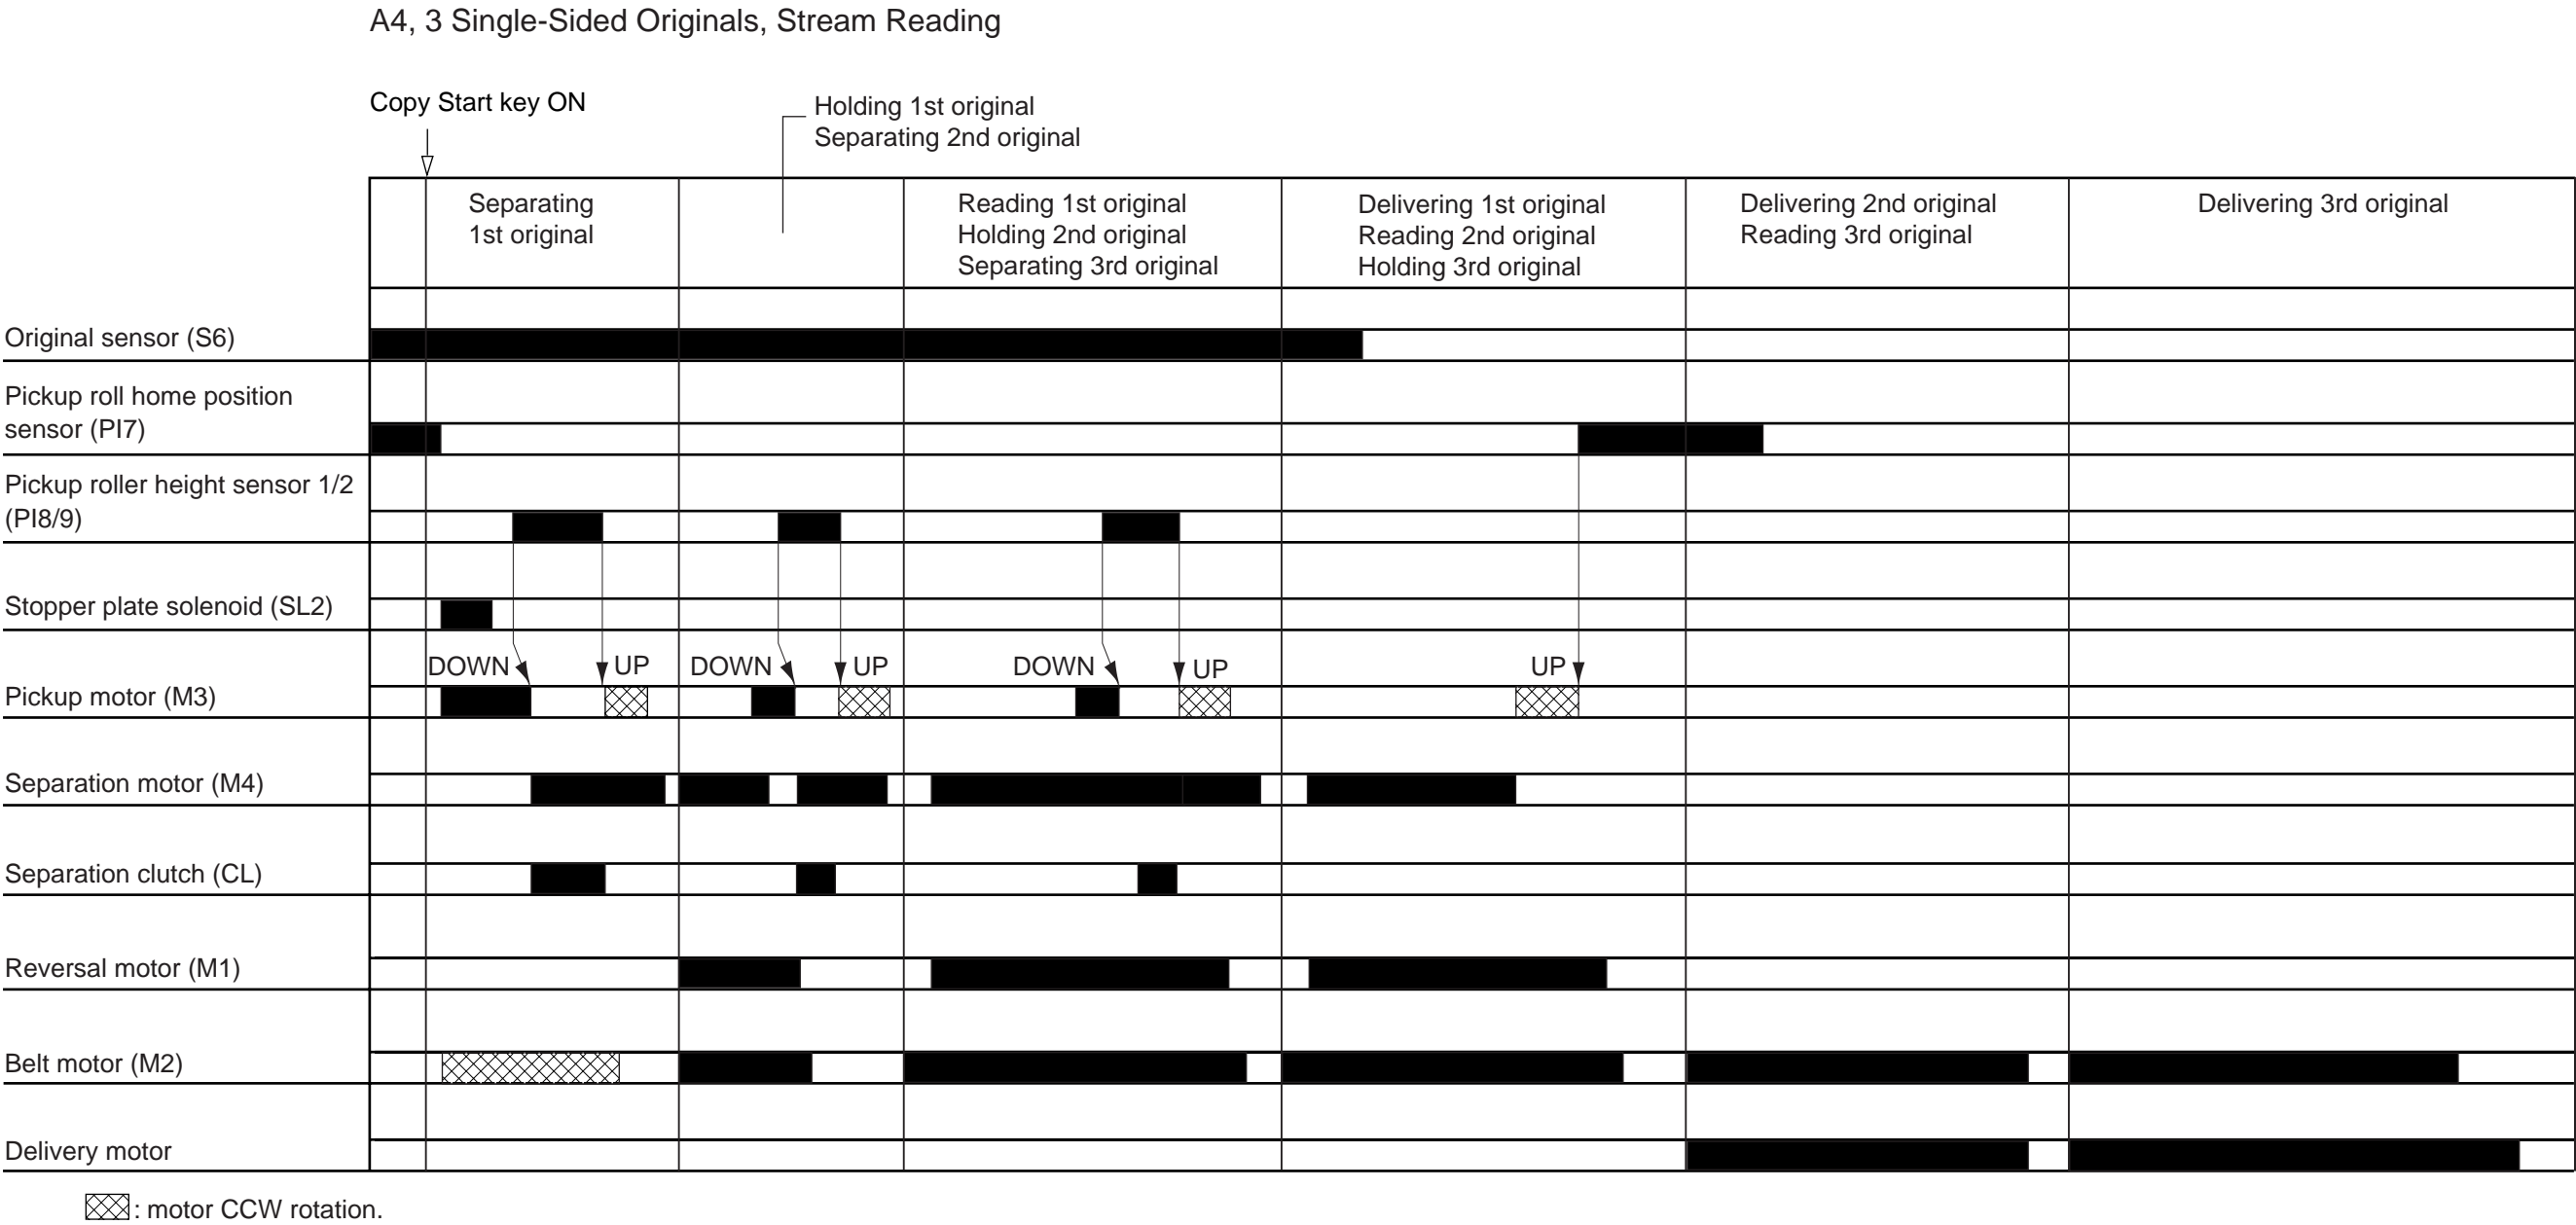 A4, 3 Single-Sided Originals, Stream Reading
Copy Start key ON
Holding 1st original
Separating 2nd original
Separating
1st original
Reading 1st original
Holding 2nd original
Separating 3rd original
Delivering 1st original
Reading 2nd original
Holding 3rd original
Delivering 2nd original
Reading 3rd original
Delivering 3rd original
Original sensor (S6)
Pickup roll home position
sensor (PI7)
Pickup roller height sensor 1/2
(PI8/9)
Stopper plate solenoid (SL2)
DOWN UP DOWN UP DOWN UP UP
Pickup motor (M3)
Separation motor (M4)
Separation clutch (CL)
Reversal motor (M1)
Belt motor (M2)
Delivery motor
: motor CCW rotation.